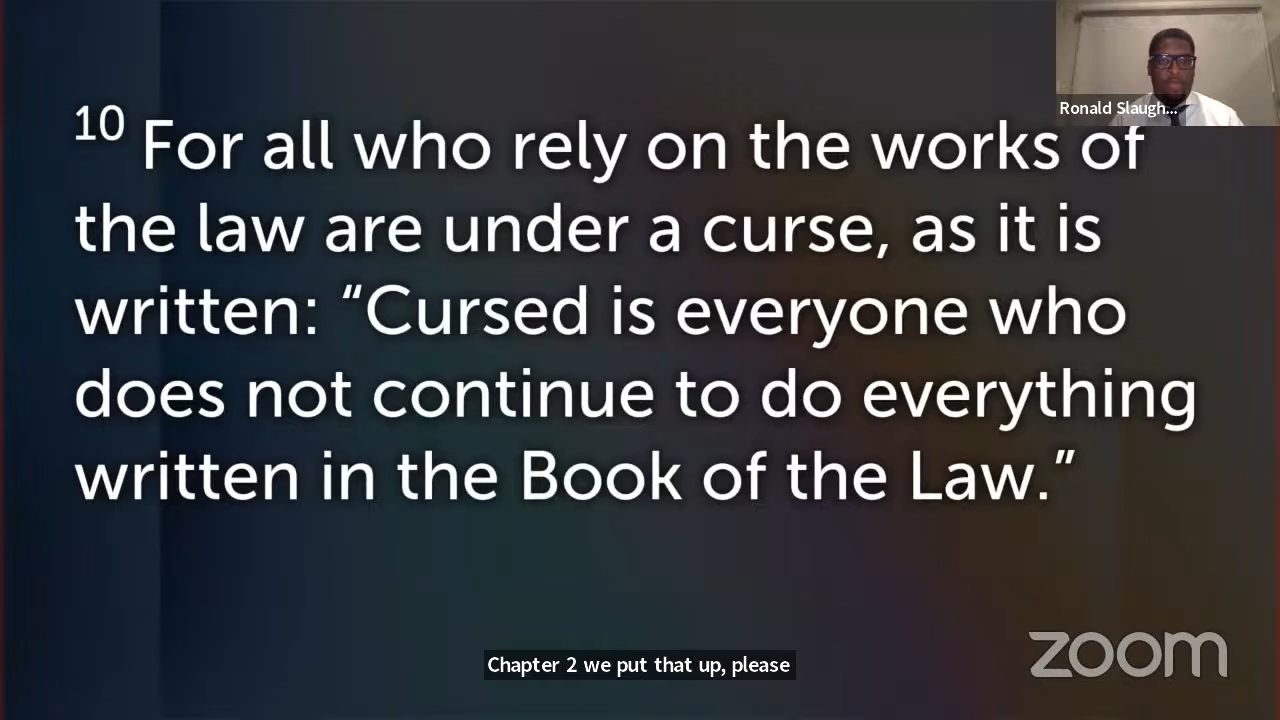 Ronald Slaugh...
10 For all who rely on the works of
the law are under a curse, as it is
written: “Cursed is everyone who
does not continue to do everything
written in the Book of the Law.”
Chapter 2 we put that up, please
zoom